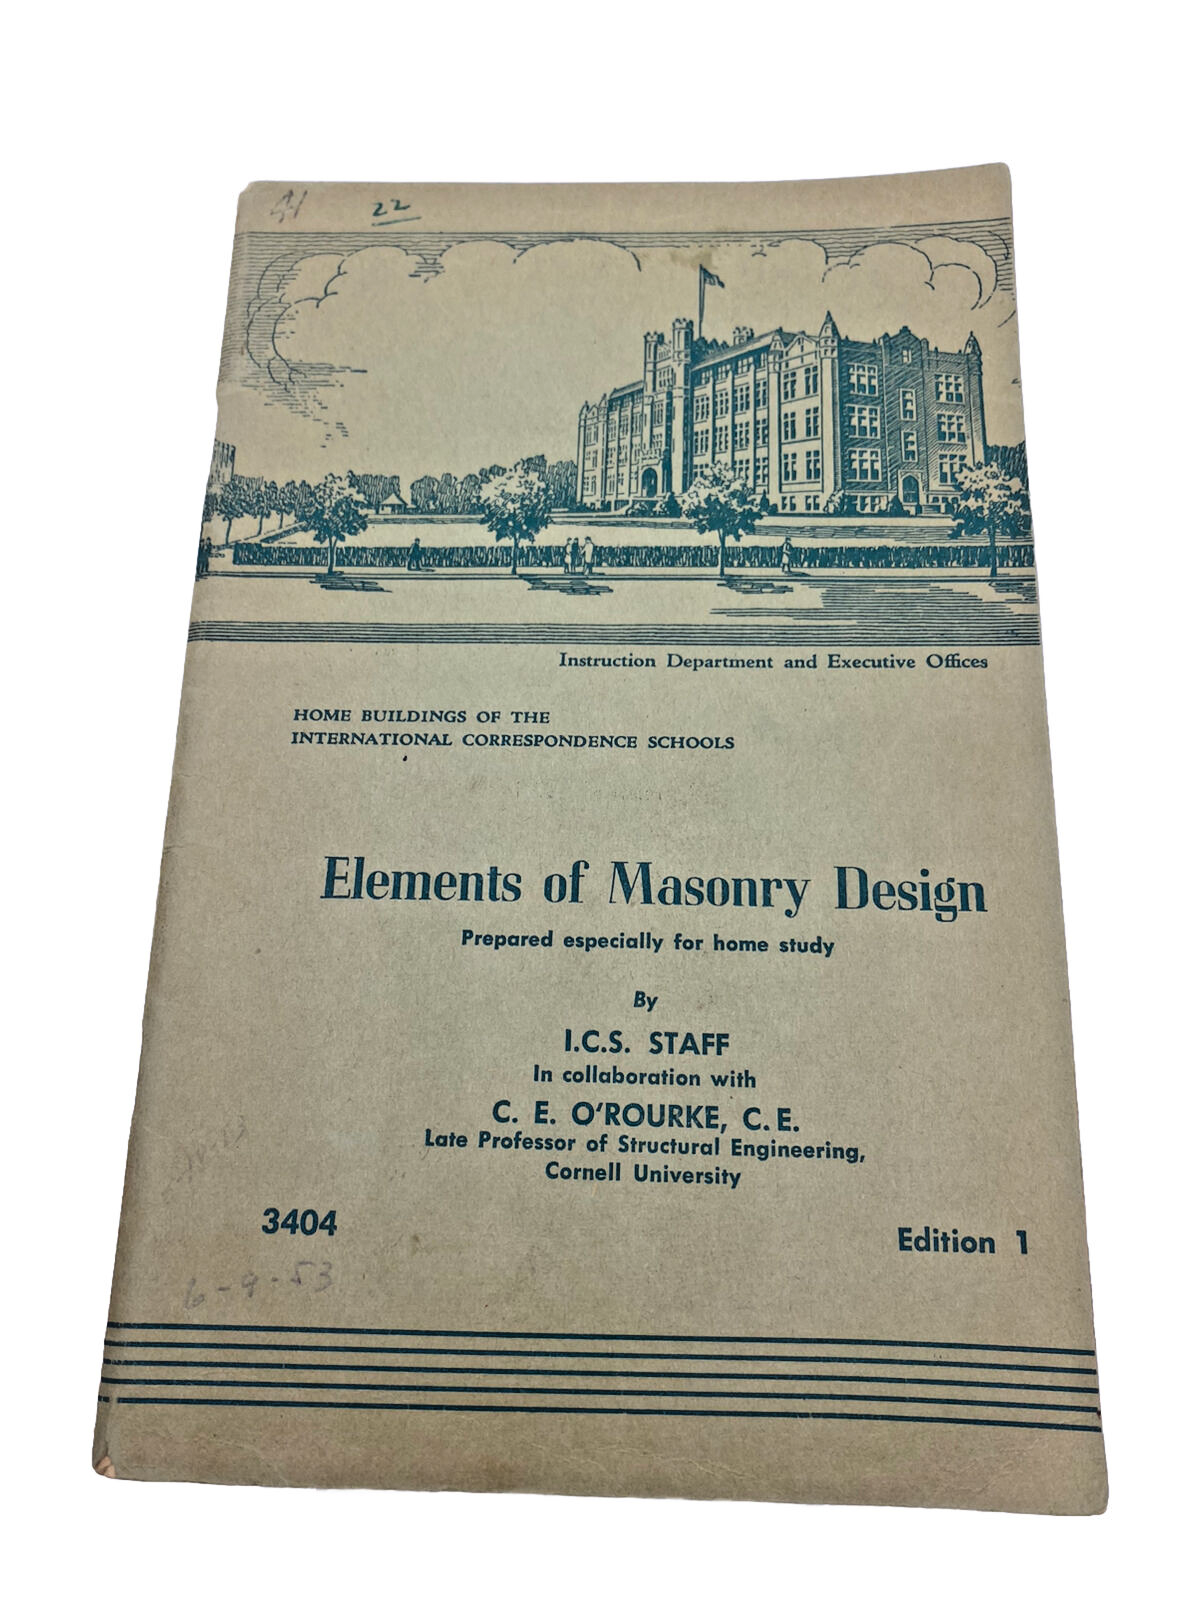 41 22
Instruction Department and Executive Offices
HOME BUILDINGS OF THE
INTERNATIONAL CORRESPONDENCE SCHOOLS
Elements of Masonry Design
Prepared especially for home study
By
I.C.S. STAFF
In collaboration with
C. E. O'ROURKE, C. E.
Late Professor of Structural Engineering,
Cornell University
3404 Edition 1
6-9-53